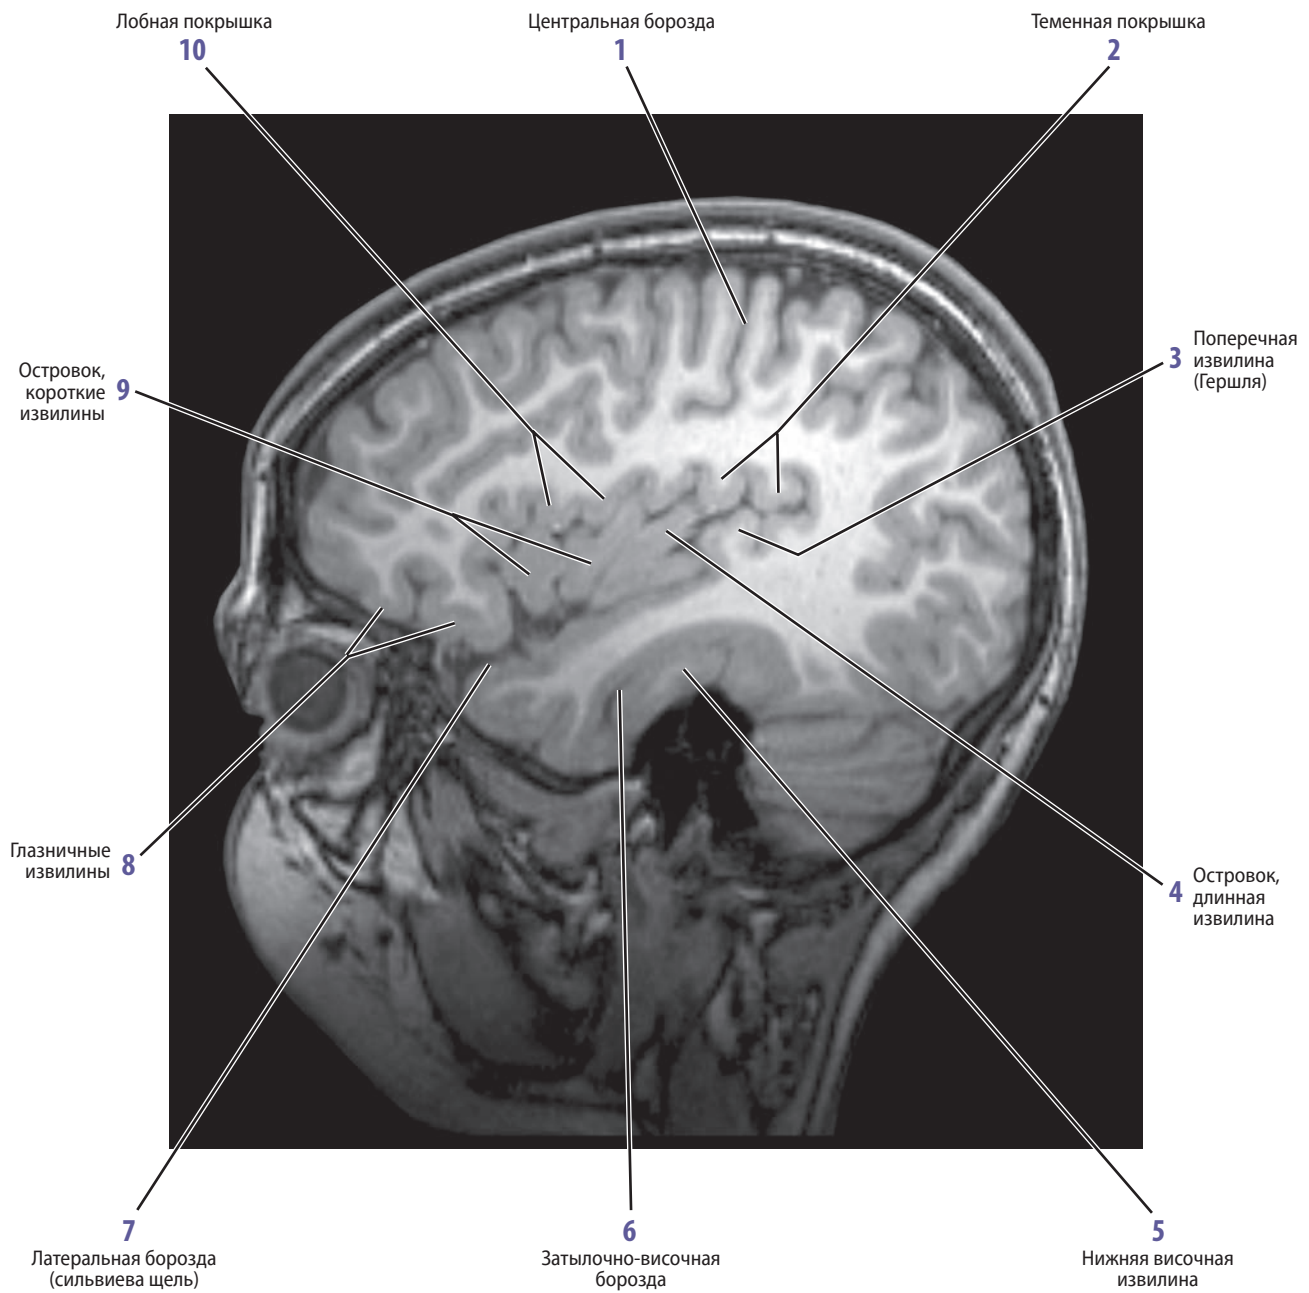 Лобная покрышка
10
Центральная борозда
1
Теменная покрышка
2
Поперечная
3 извилина
(Гершля)
Островок,
короткие 9
извилины
Глазничные
извилины 8
Островок,
4 длинная
извилина
7
Латеральная борозда
(сильвиева щель)
6
Затылочно-височная
борозда
5
Нижняя височная
извилина